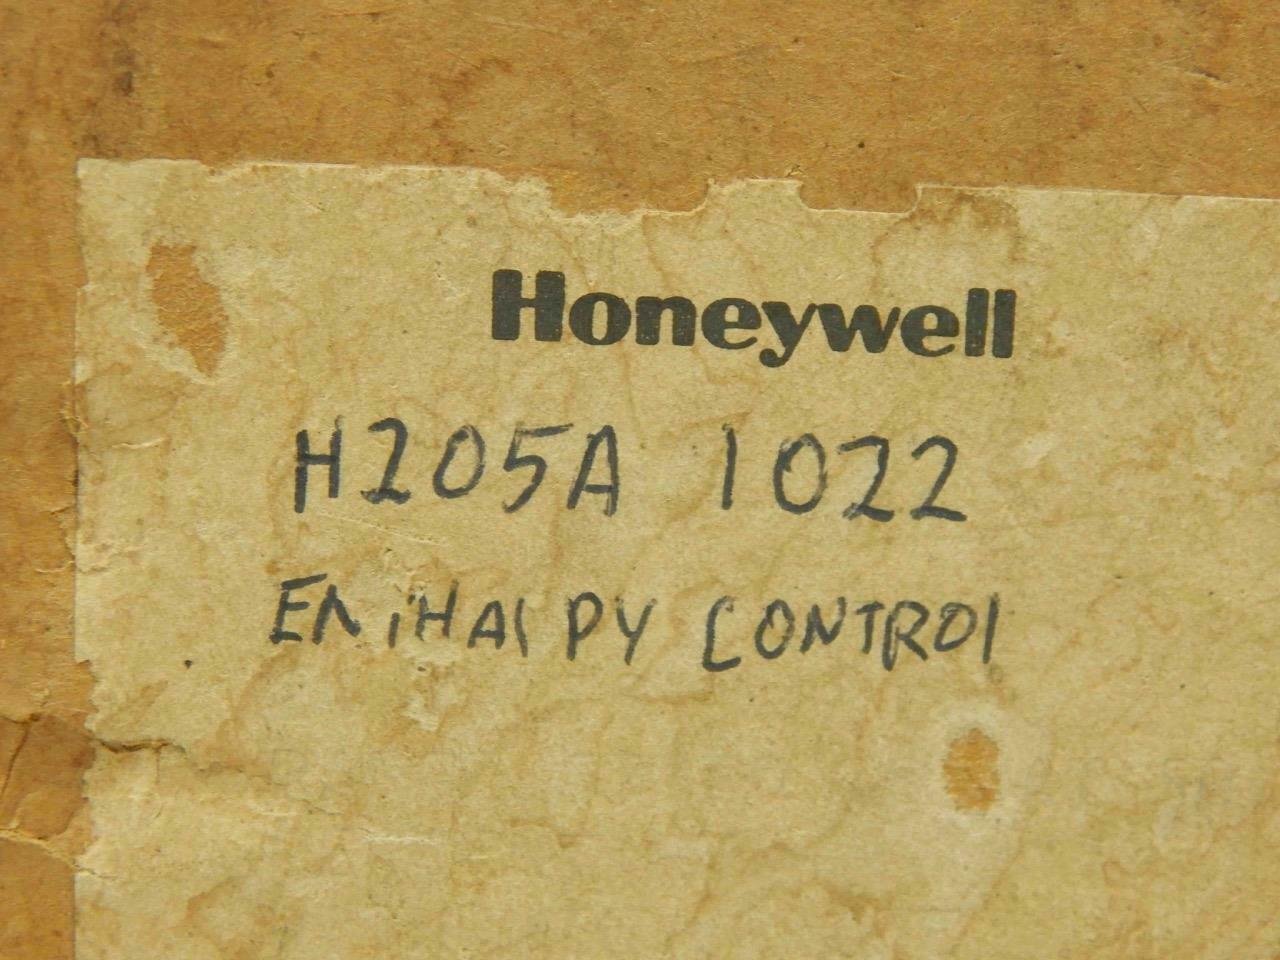 Honeywell
H205A 1022
ENTHALPY CONTROL